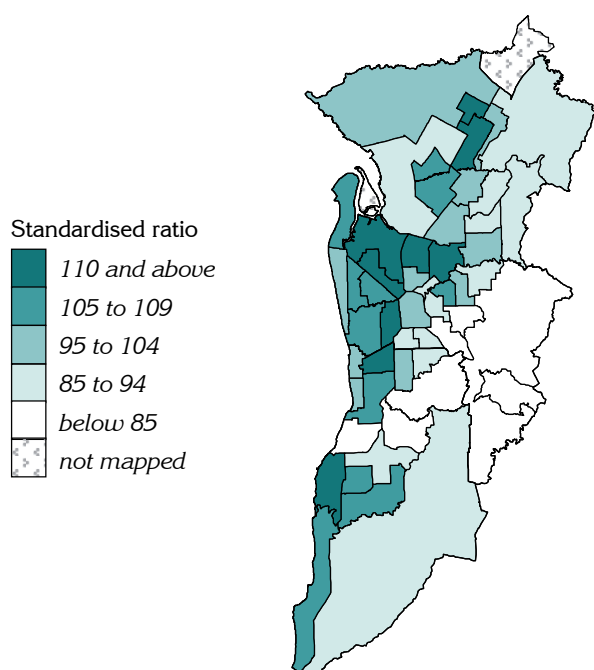 Standardised ratio
110 and above
105 to 109
95 to 104
85 to 94
below 85
not mapped